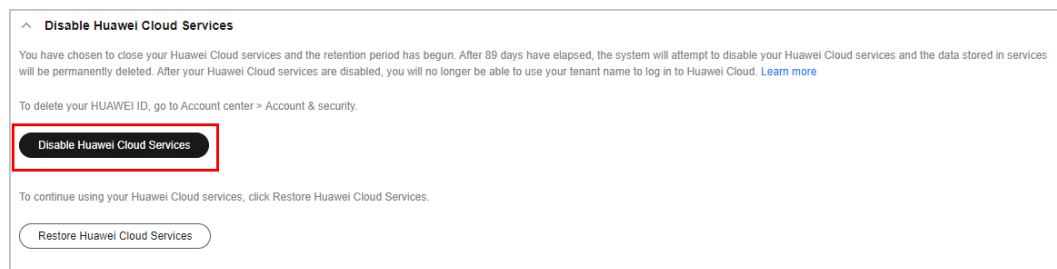 Disable Huawei Cloud Services
You have chosen to close your Huawei Cloud services and the retention period has begun. After 89 days have elapsed, the system will attempt to disable your Huawei Cloud services and the data stored in services
will be permanently deleted. After your Huawei Cloud services are disabled, you will no longer be able to use your tenant name to log in to Huawei Cloud. Learn more
To delete your HUAWEI ID, go to Account center > Account & security.
Disable Huawei Cloud Services
To continue using your Huawei Cloud services, click Restore Huawei Cloud Services.
Restore Huawei Cloud Services